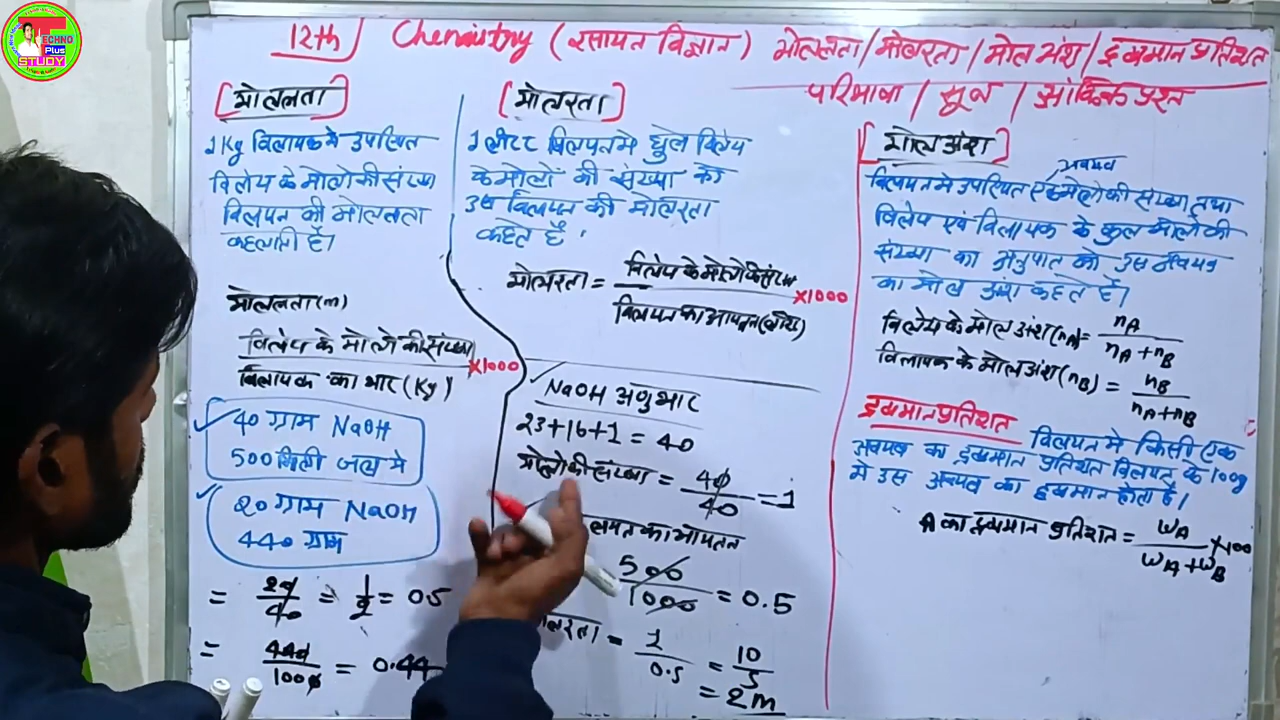 TECHNO
Plus
STUDY
12th Chemistry (रसायन विज्ञान) मोललता/मोलरता/मोल अंश/द्रव्यमान प्रतिशत
परिभाषा / सूत्र / आंकिक प्रश्न
[मोललता]
1 Kg विलायक मे उपस्थित
विलेय के मोलो की संख्या
विलयन की मोललता
कहलाती है।
मोललता(m)
विलेय के मोलो की संख्या
×1000
विलायक का भार (Kg)
40 ग्राम NaOH
500 मिली जल मे
20 ग्राम NaOH
440 ग्राम
= 20/40 = 1/2 = 05
= 440/1000 = 0.44
[मोलरता]
1 लीटर विलयन मे घुले विलेय
के मोलों की संख्या को
उस विलयन की मोलरता
कहते है
मोलरता = विलेय के मोलो की संख्या
×1000
विलयन का आयतन(लीटर)
NaOH अणुभार
23+16+1 = 40
मोलो की संख्या = 40/40 = 1
का आयतन
500/1000 = 0.5
= 1/0.5 = 10/5
= 2m
[मोल अंश]
अवयव
विलयन मे उपस्थित मोलो की संख्या तथा
विलेय एवं विलायक के कुल मोलो की
संख्या का अनुपात को उस अवयव
का मोल अंश कहते है।
विलेय के मोल अंश(nA)= nA/nA+nB
विलायक के मोल अंश(nB) = nB/nA+nB
द्रव्यमान प्रतिशत
विलयन मे किसी एक
अवयव का द्रव्यमान प्रतिशत विलयन के 100g
मे उस अवयव का द्रव्यमान होता है।
A का द्रव्यमान प्रतिशत = WA/WA+WB ×100